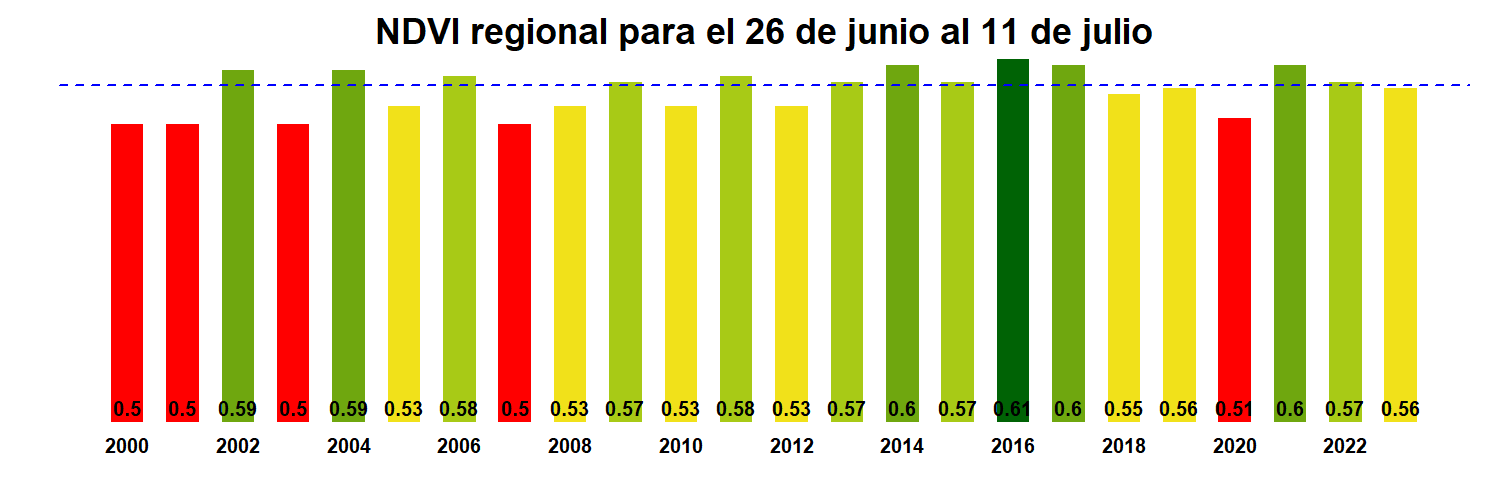 NDVI regional para el 26 de junio al 11 de julio
0.5 0.5 0.59 0.5 0.59 0.53 0.58 0.5 0.53 0.57 0.53 0.58 0.53 0.57 0.6 0.57 0.61 0.6 0.55 0.56 0.51 0.6 0.57 0.56
2000 2002 2004 2006 2008 2010 2012 2014 2016 2018 2020 2022